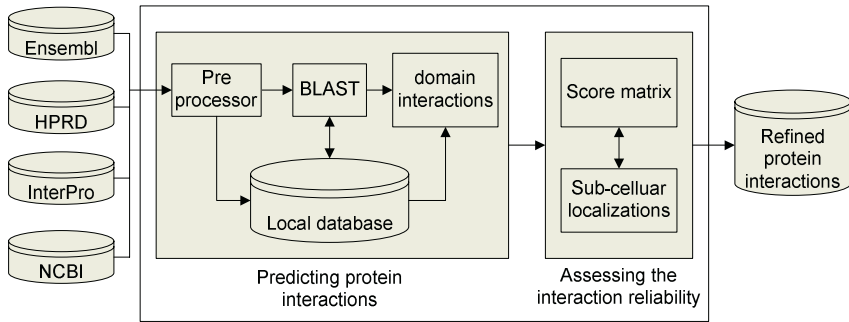 Ensembl
HPRD
InterPro
NCBI
Pre
processor
BLAST
domain
interactions
Local database
Predicting protein
interactions
Score matrix
Sub-celluar
localizations
Assessing the
interaction reliability
Refined
protein
interactions